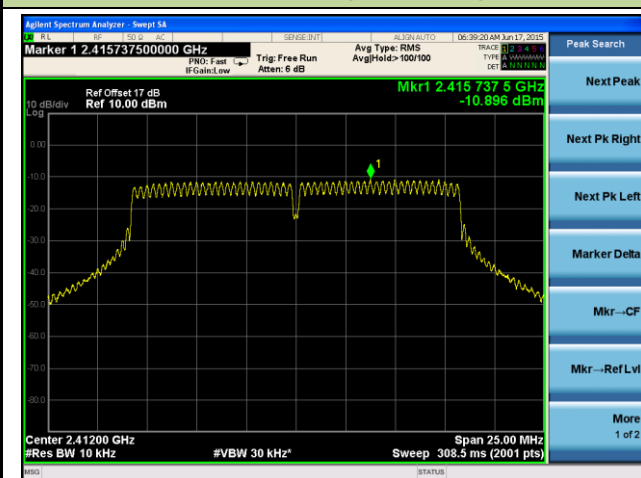 Agilent Spectrum Analyzer - Swept SA
RL RF 50 Ω AC SENSE:INT ALIGN AUTO 06:39:20 AM Jun 17, 2015
Marker 1 2.415737500000 GHz
PNO: Fast
IFGain:Low
Trig: Free Run
Atten: 6 dB
Avg Type: RMS
Avg|Hold:>100/100
TRACE 1 2 3 4 5 6
TYPE A WWWWW
DET A N N N N N
Peak Search
Ref Offset 17 dB
10 dB/div Ref 10.00 dBm
Log
Mkr1 2.415 737 5 GHz
-10.896 dBm
0.00
-10.0
-20.0
-30.0
-40.0
-50.0
-60.0
-70.0
-80.0
1
Next Peak
Next Pk Right
Next Pk Left
Marker Delta
Mkr→CF
Mkr→Ref Lvl
More
1 of 2
Center 2.41200 GHz Span 25.00 MHz
#Res BW 10 kHz #VBW 30 kHz* Sweep 308.5 ms (2001 pts)
MSG STATUS